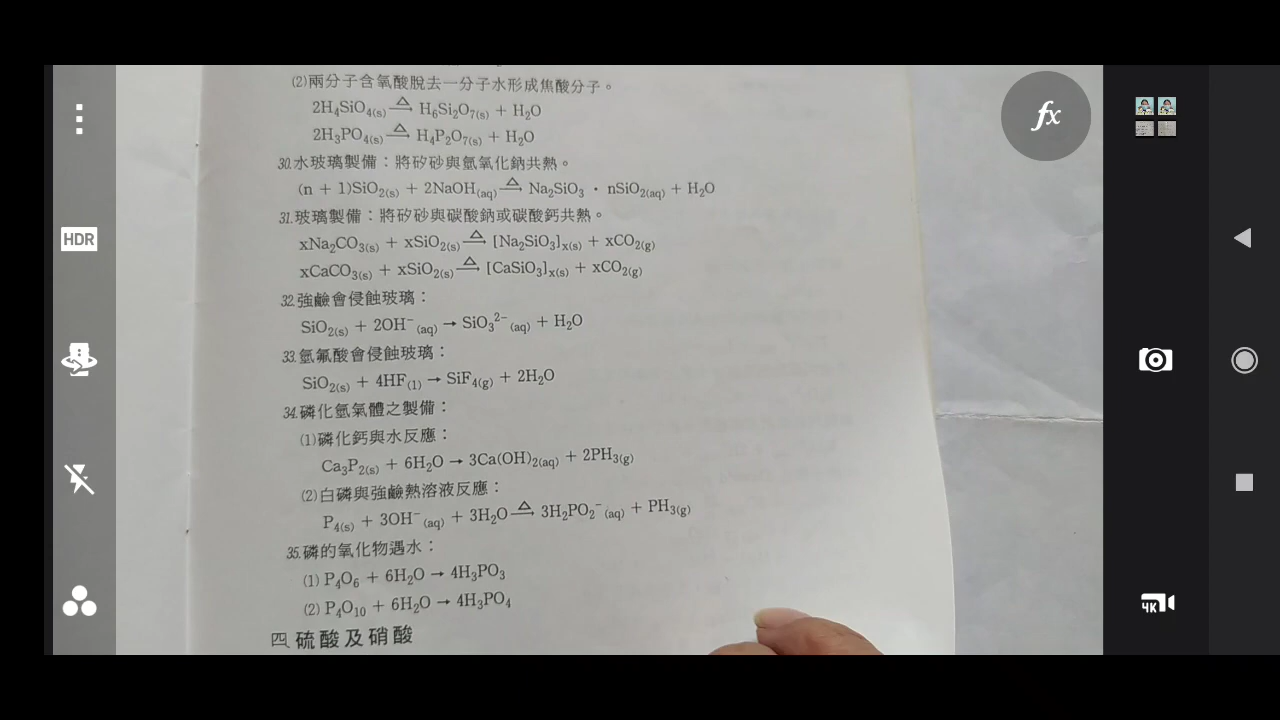 (2)兩分子含氧酸脫去一分子水形成焦酸分子。
2H₄SiO₄₍ₛ₎ △→ H₆Si₂O₇₍ₛ₎ + H₂O
2H₃PO₄₍ₛ₎ △→ H₄P₂O₇₍ₛ₎ + H₂O
30.水玻璃製備：將矽砂與氫氧化鈉共熱。
(n + 1)SiO₂₍ₛ₎ + 2NaOH₍aq₎ △→ Na₂SiO₃・nSiO₂₍aq₎ + H₂O
31.玻璃製備：將矽砂與碳酸鈉或碳酸鈣共熱。
xNa₂CO₃₍ₛ₎ + xSiO₂₍ₛ₎ △→ [Na₂SiO₃]ₓ₍ₛ₎ + xCO₂₍g₎
xCaCO₃₍ₛ₎ + xSiO₂₍ₛ₎ △→ [CaSiO₃]ₓ₍ₛ₎ + xCO₂₍g₎
32.強鹼會侵蝕玻璃：
SiO₂₍ₛ₎ + 2OH⁻₍aq₎ → SiO₃²⁻₍aq₎ + H₂O
33.氫氟酸會侵蝕玻璃：
SiO₂₍ₛ₎ + 4HF₍l₎ → SiF₄₍g₎ + 2H₂O
34.磷化氫氣體之製備：
(1)磷化鈣與水反應：
Ca₃P₂₍ₛ₎ + 6H₂O → 3Ca(OH)₂₍aq₎ + 2PH₃₍g₎
(2)白磷與強鹼熱溶液反應：
P₄₍ₛ₎ + 3OH⁻₍aq₎ + 3H₂O △→ 3H₂PO₂⁻₍aq₎ + PH₃₍g₎
35.磷的氧化物遇水：
(1) P₄O₆ + 6H₂O → 4H₃PO₃
(2) P₄O₁₀ + 6H₂O → 4H₃PO₄
四、硫酸及硝酸
HDR
fx
4K